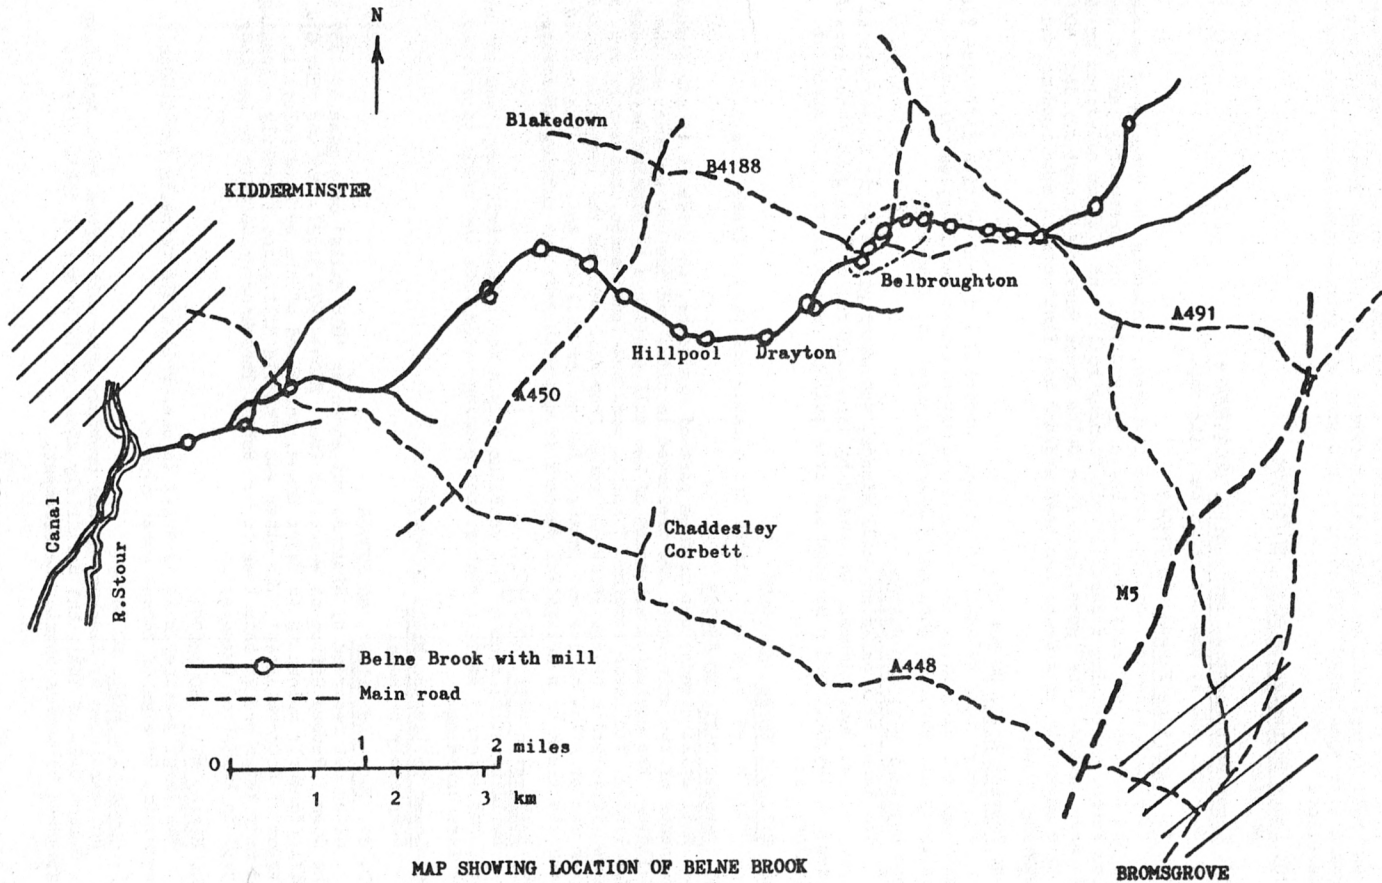 N
Blakedown
B4188
KIDDERMINSTER
Belbroughton
A491
Hillpool
Drayton
A450
Chaddesley
Corbett
Canal
R.Stour
M5
Belne Brook with mill
A448
Main road
1
2 miles
0
1
2
3
km
MAP SHOWING LOCATION OF BELNE BROOK
BROMSGROVE